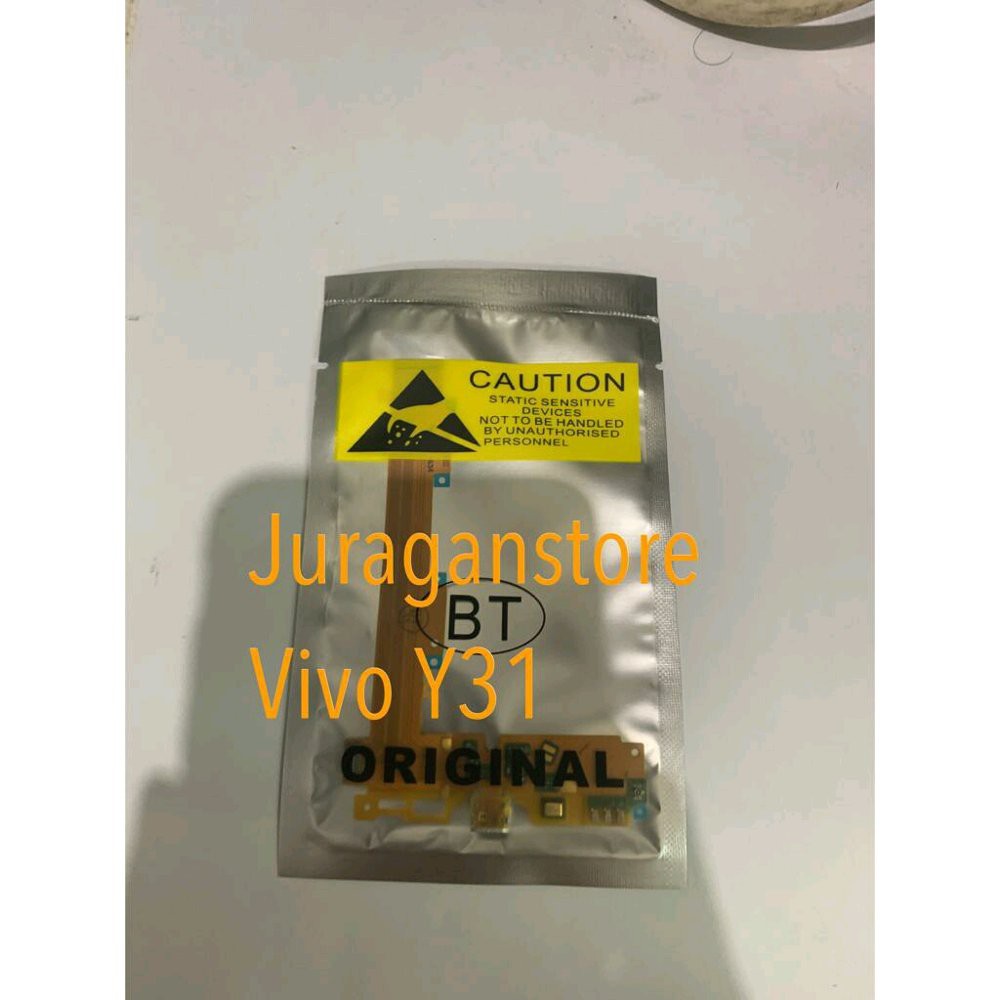 CAUTION
STATIC SENSITIVE
DEVICES
NOT TO BE HANDLED
BY UNAUTHORISED
PERSONNEL
Juraganstore
BT
Vivo Y31
ORIGINAL